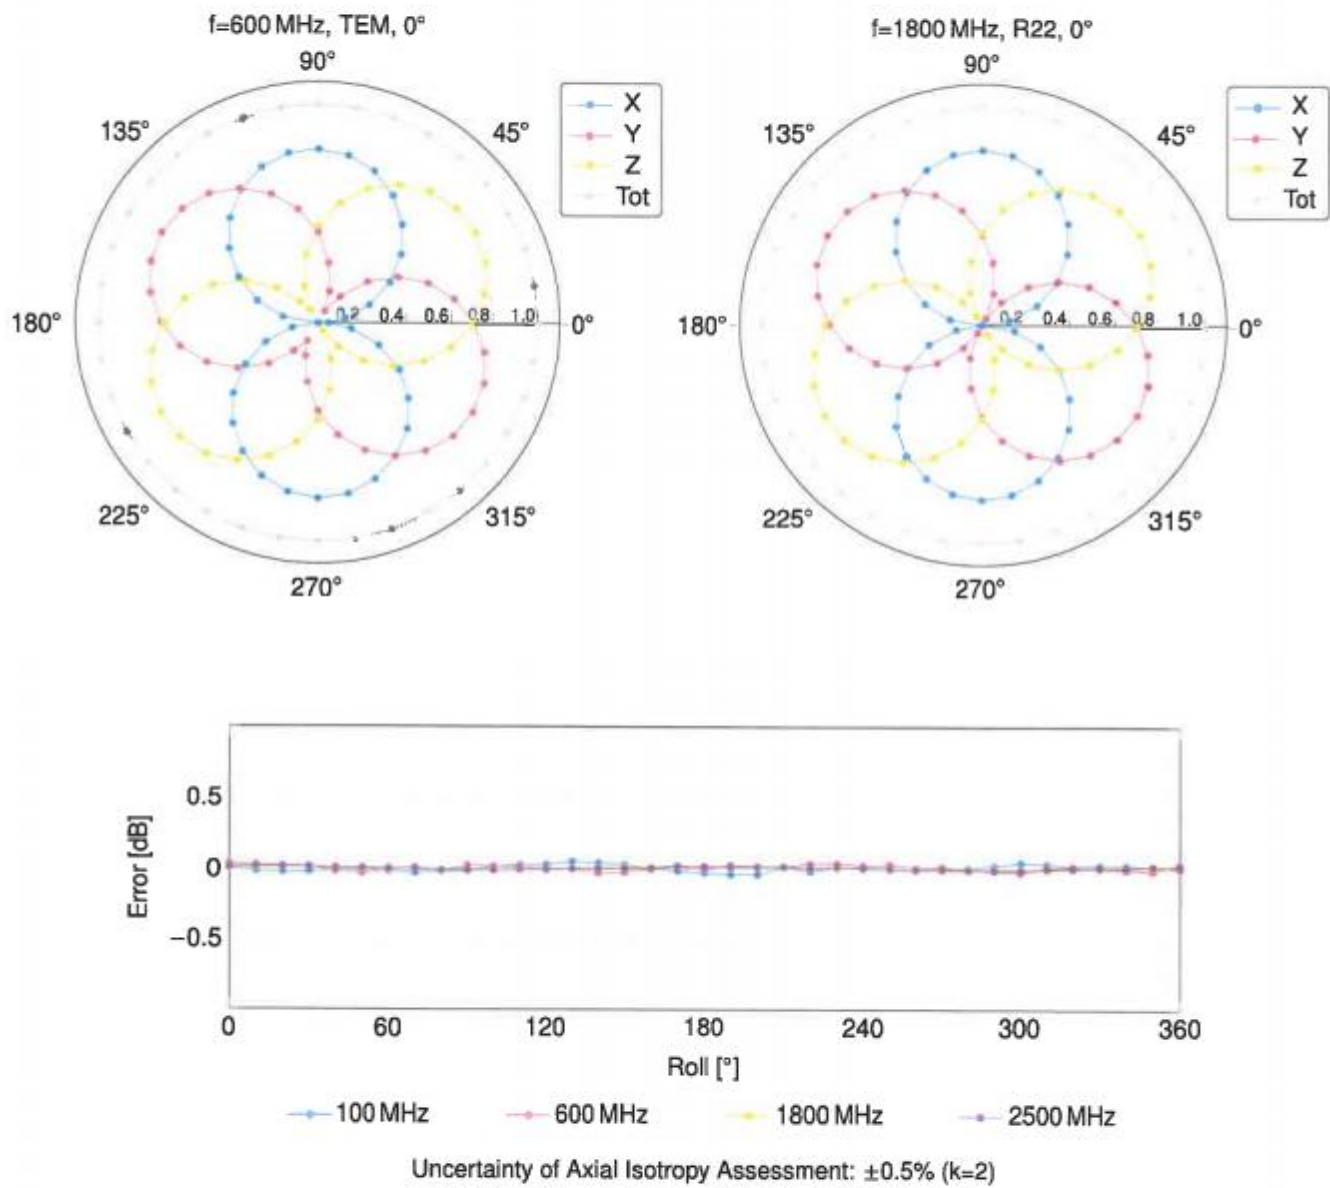 f=600 MHz, TEM, 0°
90°
135°
45°
180°
0°
225°
315°
270°
0.2 0.4 0.6 0.8 1.0
X
Y
Z
Tot
f=1800 MHz, R22, 0°
90°
135°
45°
180°
0°
225°
315°
270°
0.2 0.4 0.6 0.8 1.0
X
Y
Z
Tot
Error [dB]
0.5
0
−0.5
0 60 120 180 240 300 360
Roll [°]
100 MHz 600 MHz 1800 MHz 2500 MHz
Uncertainty of Axial Isotropy Assessment: ±0.5% (k=2)